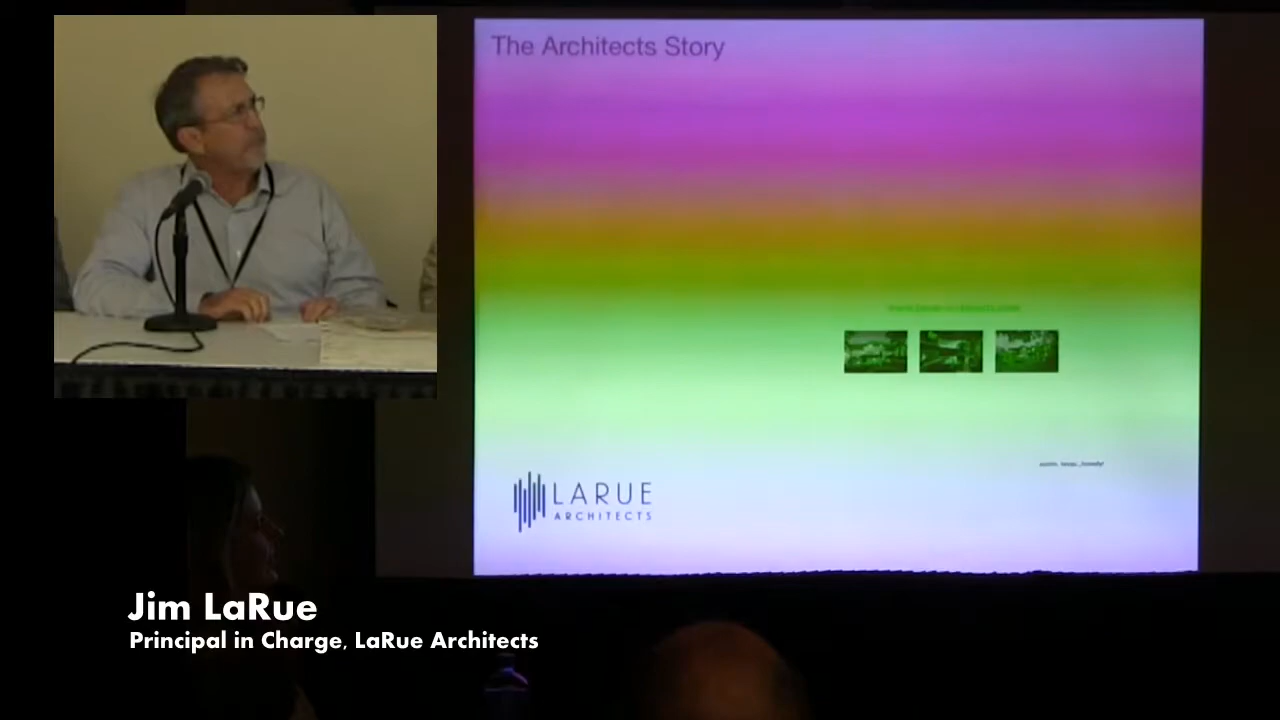 The Architects Story
LARUE
ARCHITECTS
Jim LaRue
Principal in Charge, LaRue Architects